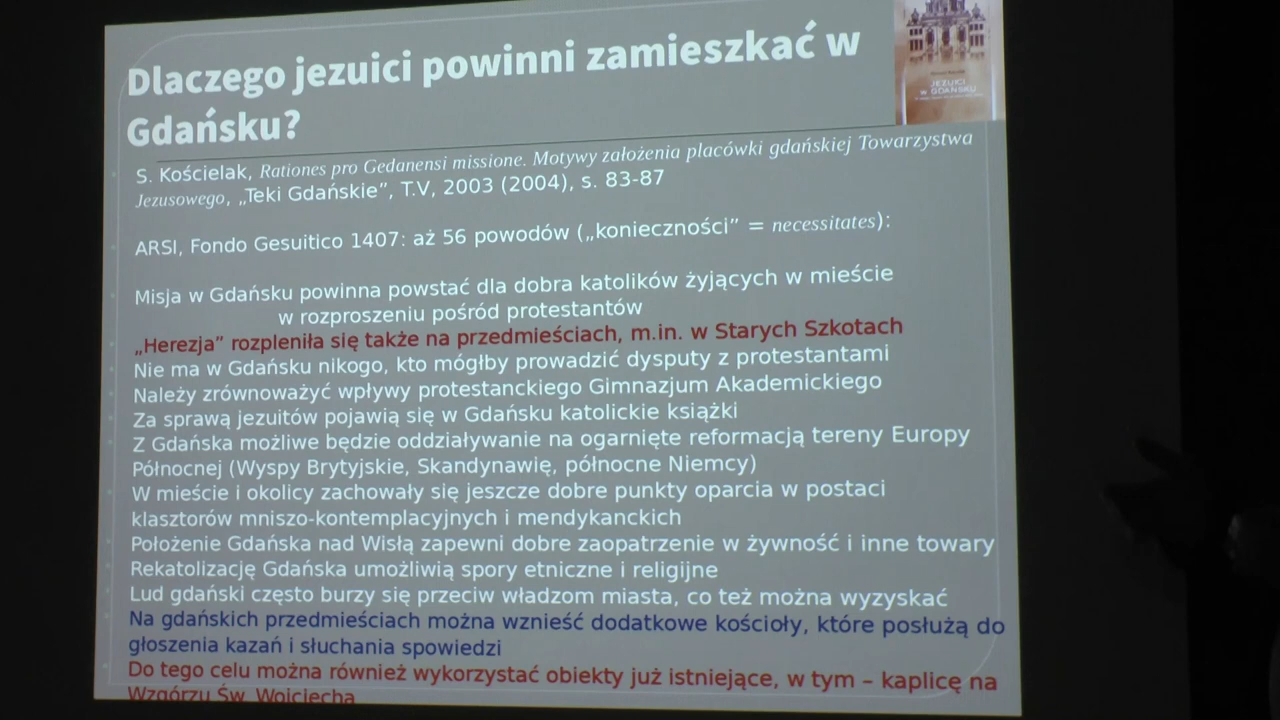 Dlaczego jezuici powinni zamieszkać w
Gdańsku?
JEZUICI
w GDAŃSKU
S. Kościelak, Rationes pro Gedanensi missione. Motywy założenia placówki gdańskiej Towarzystwa
Jezusowego, „Teki Gdańskie”, T.V, 2003 (2004), s. 83-87
ARSI, Fondo Gesuitico 1407: aż 56 powodów („konieczności” = necessitates):
Misja w Gdańsku powinna powstać dla dobra katolików żyjących w mieście
w rozproszeniu pośród protestantów
„Herezja” rozpleniła się także na przedmieściach, m.in. w Starych Szkotach
Nie ma w Gdańsku nikogo, kto mógłby prowadzić dysputy z protestantami
Należy zrównoważyć wpływy protestanckiego Gimnazjum Akademickiego
Za sprawą jezuitów pojawią się w Gdańsku katolickie książki
Z Gdańska możliwe będzie oddziaływanie na ogarnięte reformacją tereny Europy
Północnej (Wyspy Brytyjskie, Skandynawię, północne Niemcy)
W mieście i okolicy zachowały się jeszcze dobre punkty oparcia w postaci
klasztorów mniszo-kontemplacyjnych i mendykanckich
Położenie Gdańska nad Wisłą zapewni dobre zaopatrzenie w żywność i inne towary
Rekatolizację Gdańska umożliwią spory etniczne i religijne
Lud gdański często burzy się przeciw władzom miasta, co też można wyzyskać
Na gdańskich przedmieściach można wznieść dodatkowe kościoły, które posłużą do
głoszenia kazań i słuchania spowiedzi
Do tego celu można również wykorzystać obiekty już istniejące, w tym – kaplicę na
Wzgórzu Św. Wojciecha